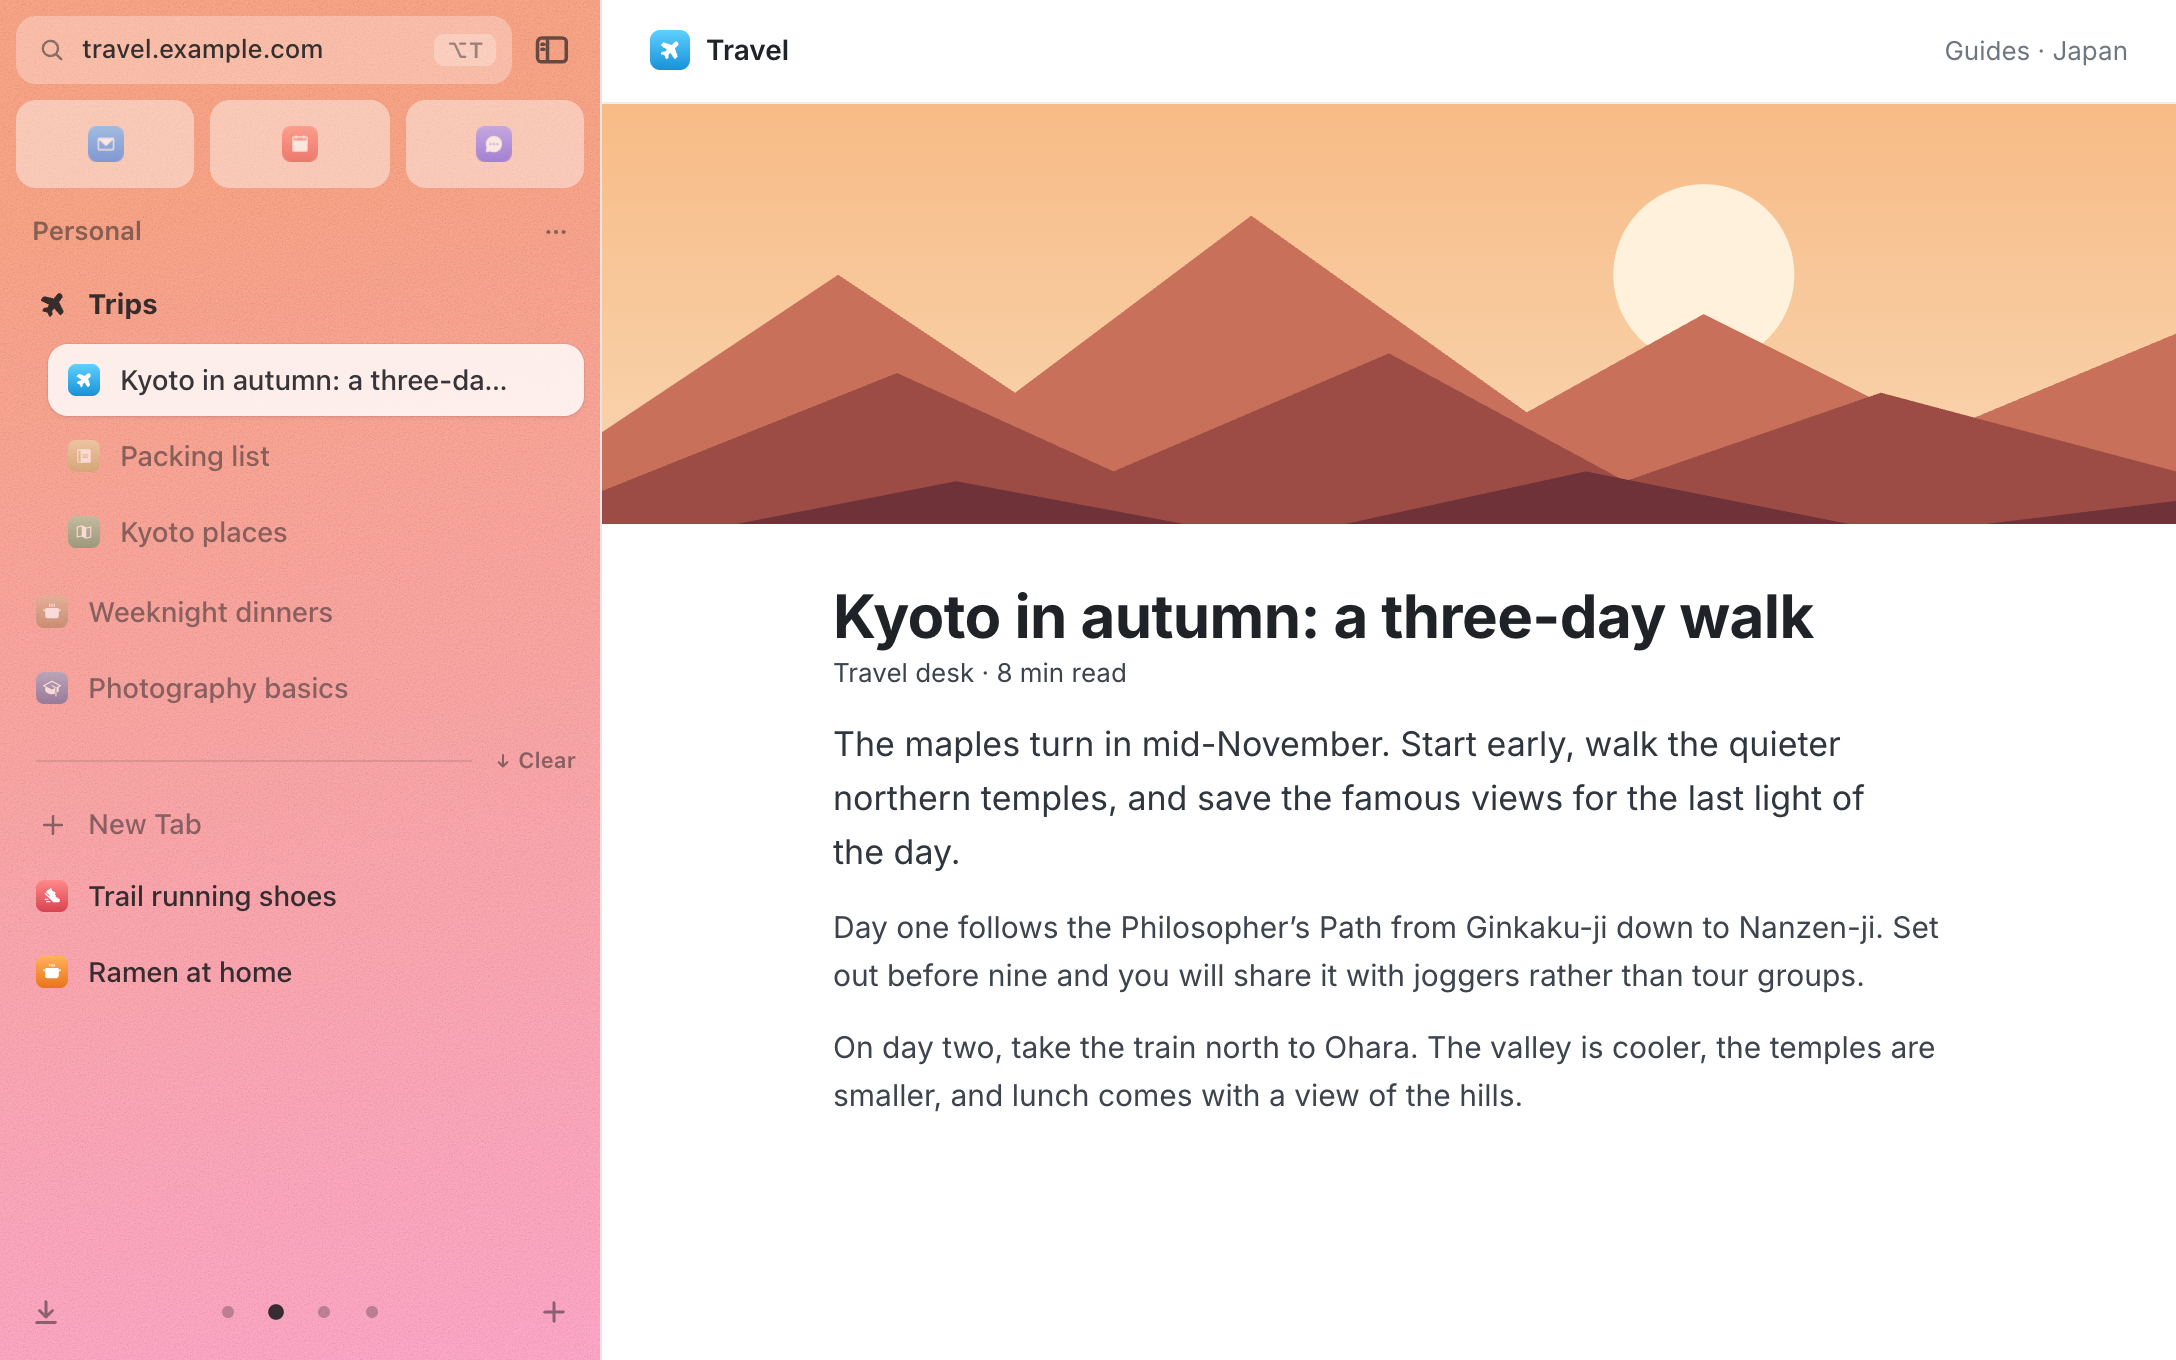 travel.example.com
⌥T
Personal
Trips
Kyoto in autumn: a three-da...
Packing list
Kyoto places
Weeknight dinners
Photography basics
Clear
New Tab
Trail running shoes
Ramen at home
Travel
Guides · Japan
Kyoto in autumn: a three-day walk
Travel desk · 8 min read
The maples turn in mid-November. Start early, walk the quieter
northern temples, and save the famous views for the last light of
the day.
Day one follows the Philosopher’s Path from Ginkaku-ji down to Nanzen-ji. Set
out before nine and you will share it with joggers rather than tour groups.
On day two, take the train north to Ohara. The valley is cooler, the temples are
smaller, and lunch comes with a view of the hills.